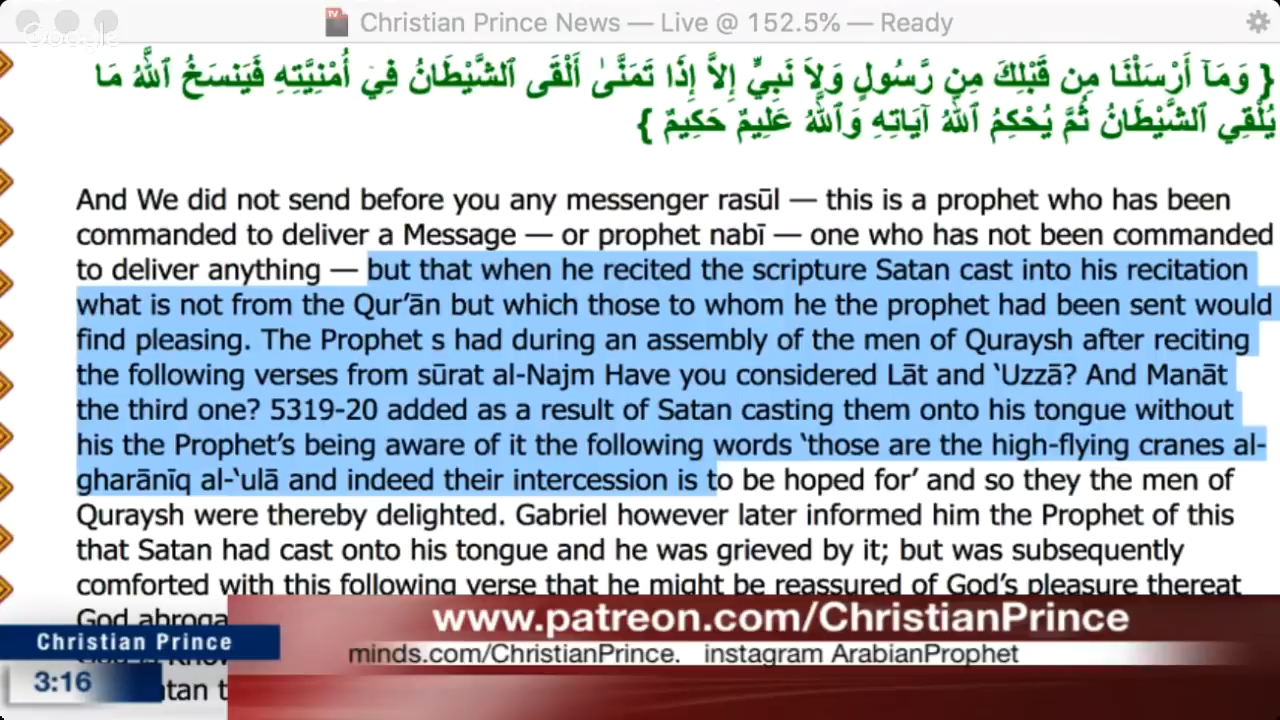 Christian Prince News — Live @ 152.5% — Ready
Google
{ وَمَآ أَرْسَلْنَا مِن قَبْلِكَ مِن رَّسُولٍ وَلاَ نَبِيٍّ إِلاَّ إِذَا تَمَنَّىٰ أَلْقَى ٱلشَّيْطَانُ فِيۤ أُمْنِيَّتِهِ فَيَنسَخُ ٱللَّهُ مَا
يُلْقِي ٱلشَّيْطَانُ ثُمَّ يُحْكِمُ ٱللَّهُ آيَاتِهِ وَٱللَّهُ عَلِيمٌ حَكِيمٌ }
And We did not send before you any messenger rasūl — this is a prophet who has been
commanded to deliver a Message — or prophet nabī — one who has not been commanded
to deliver anything — but that when he recited the scripture Satan cast into his recitation
what is not from the Qur’ān but which those to whom he the prophet had been sent would
find pleasing. The Prophet s had during an assembly of the men of Quraysh after reciting
the following verses from sūrat al-Najm Have you considered Lāt and ‘Uzzā? And Manāt
the third one? 5319-20 added as a result of Satan casting them onto his tongue without
his the Prophet’s being aware of it the following words ‘those are the high-flying cranes al-
gharānīq al-‘ulā and indeed their intercession is to be hoped for’ and so they the men of
Quraysh were thereby delighted. Gabriel however later informed him the Prophet of this
that Satan had cast onto his tongue and he was grieved by it; but was subsequently
comforted with this following verse that he might be reassured of God’s pleasure thereat
God abroga
www.patreon.com/ChristianPrince
Christian Prince
minds.com/ChristianPrince. instagram ArabianProphet
3:16